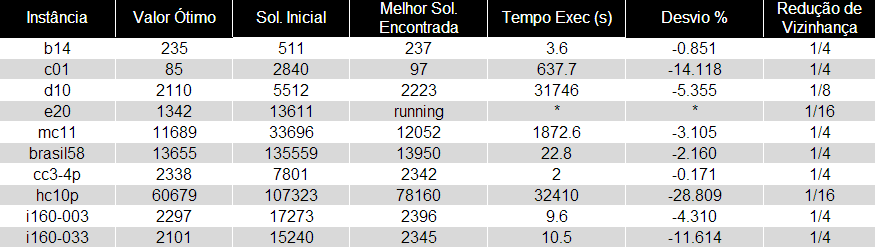 Instância Valor Ótimo Sol. Inicial Melhor Sol. Encontrada Tempo Exec (s) Desvio % Redução de Vizinhança
b14 235 511 237 3.6 -0.851 1/4
c01 85 2840 97 637.7 -14.118 1/4
d10 2110 5512 2223 31746 -5.355 1/8
e20 1342 13611 running * * 1/16
mc11 11689 33696 12052 1872.6 -3.105 1/4
brasil58 13655 135559 13950 22.8 -2.160 1/4
cc3-4p 2338 7801 2342 2 -0.171 1/4
hc10p 60679 107323 78160 32410 -28.809 1/16
i160-003 2297 17273 2396 9.6 -4.310 1/4
i160-033 2101 15240 2345 10.5 -11.614 1/4